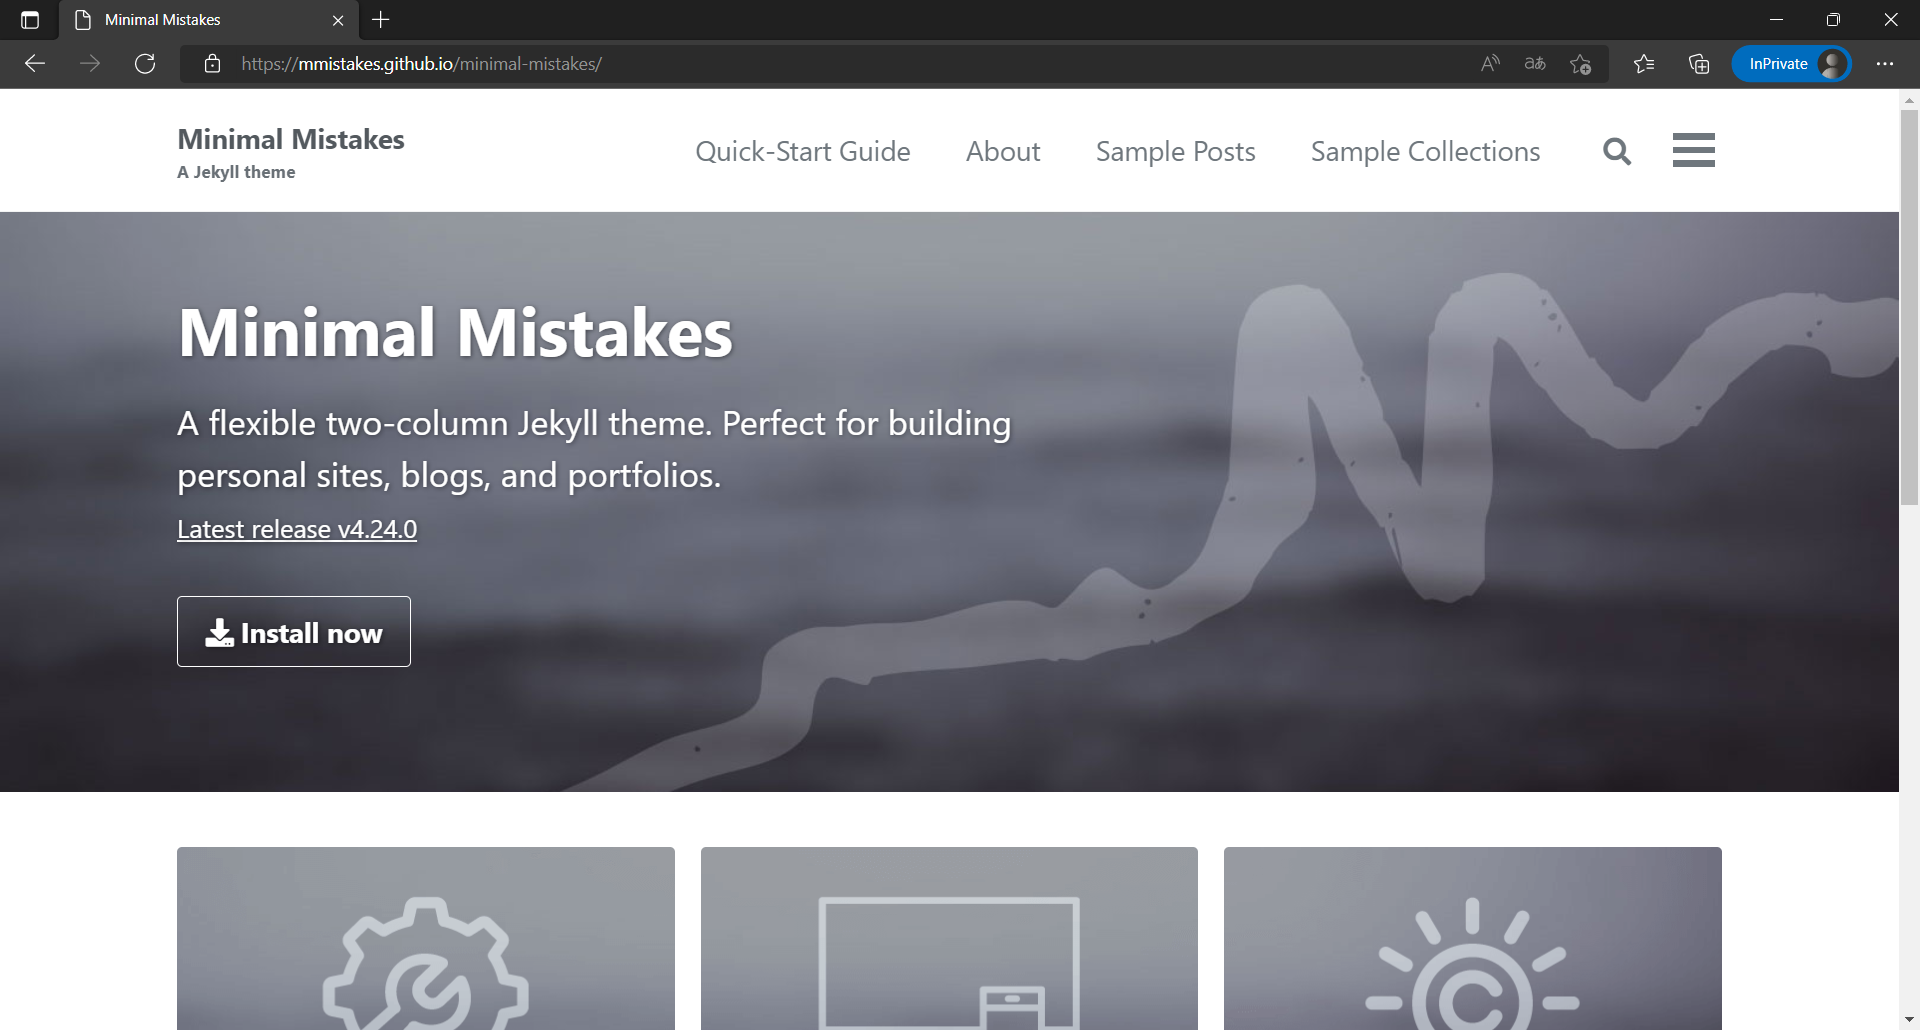 Minimal Mistakes
https://mmistakes.github.io/minimal-mistakes/
A
aあ
InPrivate
Minimal Mistakes
A Jekyll theme
Quick-Start Guide
About
Sample Posts
Sample Collections
Minimal Mistakes
A flexible two-column Jekyll theme. Perfect for building
personal sites, blogs, and portfolios.
Latest release v4.24.0
Install now